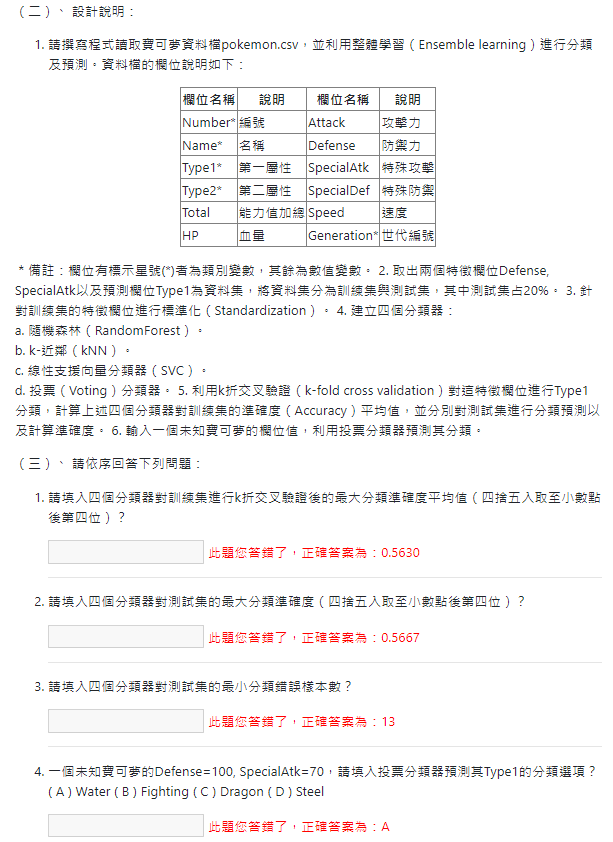 （二）、 設計說明：
1. 請撰寫程式讀取寶可夢資料檔pokemon.csv，並利用整體學習（Ensemble learning）進行分類
及預測。資料檔的欄位說明如下：
欄位名稱 說明 欄位名稱 說明
Number* 編號 Attack 攻擊力
Name* 名稱 Defense 防禦力
Type1* 第一屬性 SpecialAtk 特殊攻擊
Type2* 第二屬性 SpecialDef 特殊防禦
Total 能力值加總 Speed 速度
HP 血量 Generation* 世代編號
* 備註：欄位有標示星號(*)者為類別變數，其餘為數值變數。 2. 取出兩個特徵欄位Defense,
SpecialAtk以及預測欄位Type1為資料集，將資料集分為訓練集與測試集，其中測試集占20%。 3. 針
對訓練集的特徵欄位進行標準化（Standardization）。 4. 建立四個分類器：
a. 隨機森林（RandomForest）。
b. k-近鄰（kNN）。
c. 線性支援向量分類器（SVC）。
d. 投票（Voting）分類器。 5. 利用k折交叉驗證（k-fold cross validation）對這特徵欄位進行Type1
分類，計算上述四個分類器對訓練集的準確度（Accuracy）平均值，並分別對測試集進行分類預測以
及計算準確度。 6. 輸入一個未知寶可夢的欄位值，利用投票分類器預測其分類。
（三）、 請依序回答下列問題：
1. 請填入四個分類器對訓練集進行k折交叉驗證後的最大分類準確度平均值（四捨五入取至小數點
後第四位）？
此題您答錯了，正確答案為：0.5630
2. 請填入四個分類器對測試集的最大分類準確度（四捨五入取至小數點後第四位）？
此題您答錯了，正確答案為：0.5667
3. 請填入四個分類器對測試集的最小分類錯誤樣本數？
此題您答錯了，正確答案為：13
4. 一個未知寶可夢的Defense=100, SpecialAtk=70，請填入投票分類器預測其Type1的分類選項？
( A ) Water ( B ) Fighting ( C ) Dragon ( D ) Steel
此題您答錯了，正確答案為：A